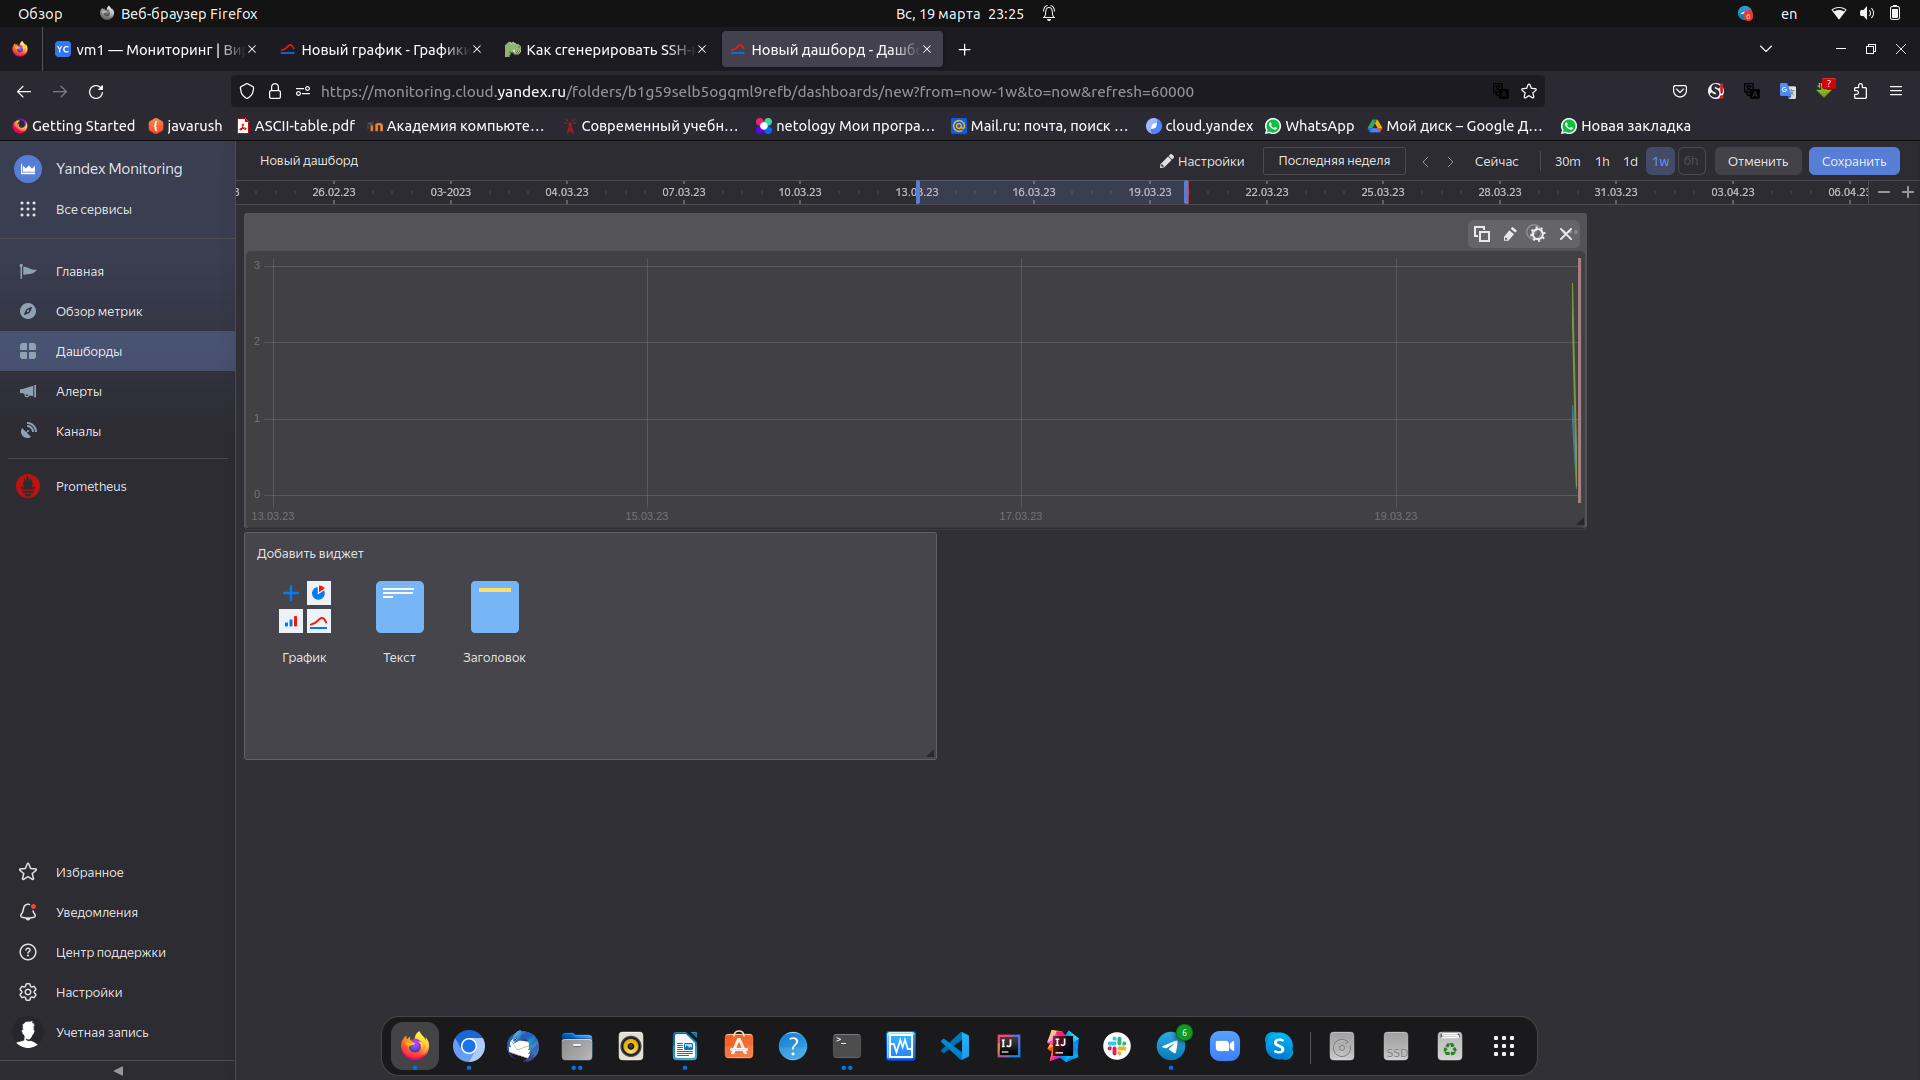 Обзор
Веб-браузер Firefox
Вс, 19 марта 23:25
en
YC
vm1 — Мониторинг | Ви
Новый график - Графики
Как сгенерировать SSH-
Новый дашборд - Дашб
https://monitoring.cloud.yandex.ru/folders/b1g59selb5ogqml9refb/dashboards/new?from=now-1w&to=now&refresh=60000
?
Getting Started
javarush
ASCII-table.pdf
Академия компьюте…
Современный учебн…
netology Мои програ…
Mail.ru: почта, поиск …
cloud.yandex
WhatsApp
Мой диск – Google Д…
Новая закладка
Yandex Monitoring
Новый дашборд
Настройки
Последняя неделя
Сейчас
30m
1h
1d
1w
6h
Отменить
Сохранить
3
26.02.23
03-2023
04.03.23
07.03.23
10.03.23
13.03.23
16.03.23
19.03.23
22.03.23
25.03.23
28.03.23
31.03.23
03.04.23
06.04.23
Все сервисы
Главная
Обзор метрик
Дашборды
Алерты
Каналы
Prometheus
3
2
1
0
13.03.23
15.03.23
17.03.23
19.03.23
Добавить виджет
График
Текст
Заголовок
Избранное
Уведомления
Центр поддержки
Настройки
Учетная запись
6
SSD